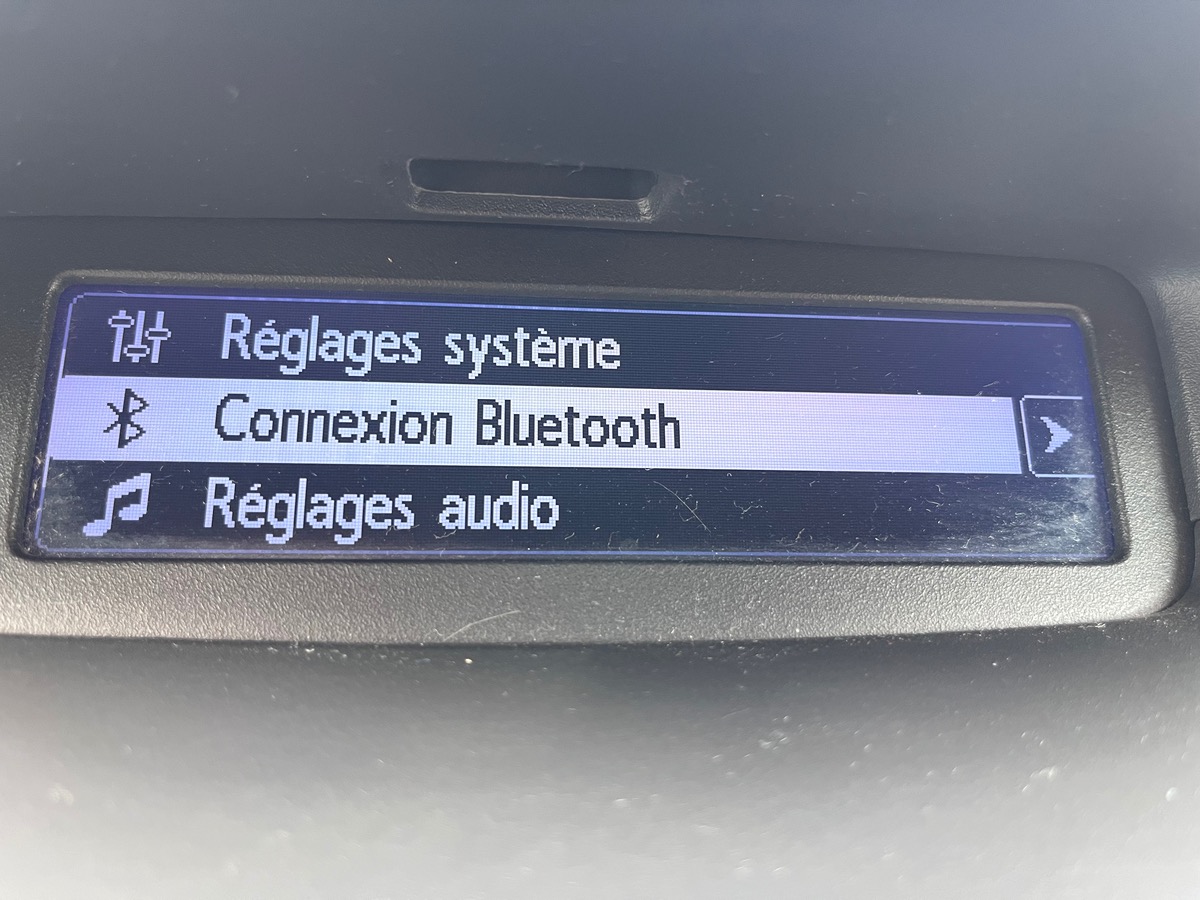 Réglages système
Connexion Bluetooth
Réglages audio